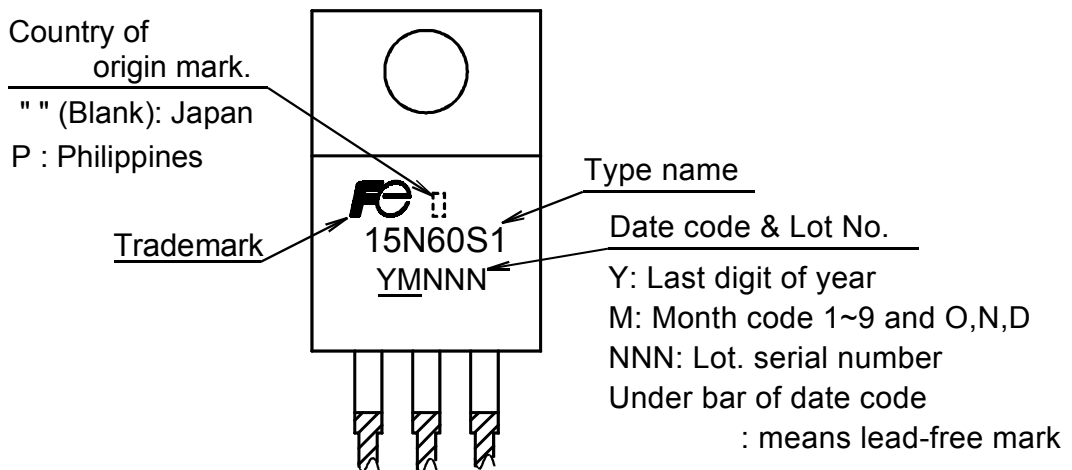 Country of
origin mark.
" " (Blank): Japan
P : Philippines
Trademark
Fe
15N60S1
YMNNN
Type name
Date code & Lot No.
Y: Last digit of year
M: Month code 1~9 and O,N,D
NNN: Lot. serial number
Under bar of date code
: means lead-free mark